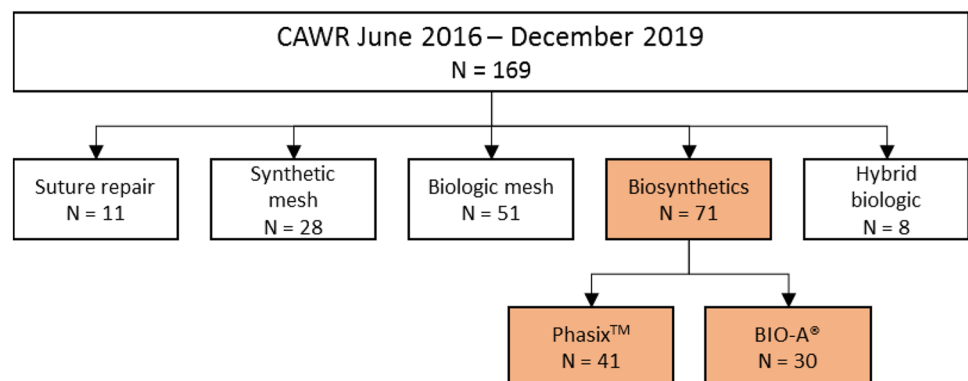 CAWR June 2016 – December 2019
N = 169
Suture repair
N = 11
Synthetic
mesh
N = 28
Biologic mesh
N = 51
Biosynthetics
N = 71
Hybrid
biologic
N = 8
Phasix™
N = 41
BIO-A®
N = 30